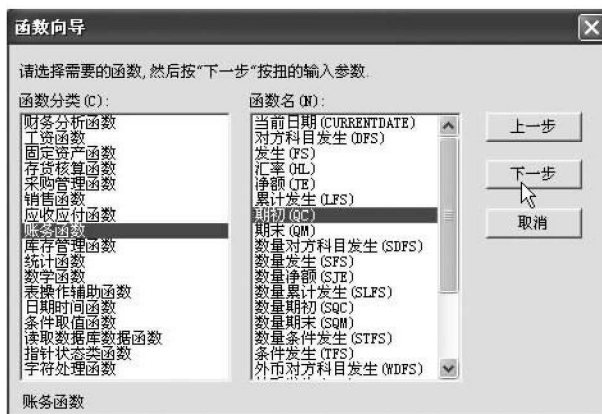 函数向导
请选择需要的函数,然后按"下一步"按扭的输入参数.
函数分类(C):
财务分析函数
工资函数
固定资产函数
存货核算函数
采购管理函数
销售函数
应收应付函数
账务函数
库存管理函数
统计函数
数学函数
表操作辅助函数
日期时间函数
条件取值函数
读取数据库数据函数
指针状态类函数
字符处理函数
函数名(N):
当前日期(CURRENTDATE)
对方科目发生(DFS)
发生(FS)
汇率(HL)
净额(JE)
累计发生(LFS)
期初(QC)
期末(QM)
数量对方科目发生(SDFS)
数量发生(SFS)
数量净额(SJE)
数量累计发生(SLFS)
数量期初(SQC)
数量期末(SQM)
数量条件发生(STFS)
条件发生(TFS)
外币对方科目发生(WDFS)
上一步
下一步
取消
账务函数